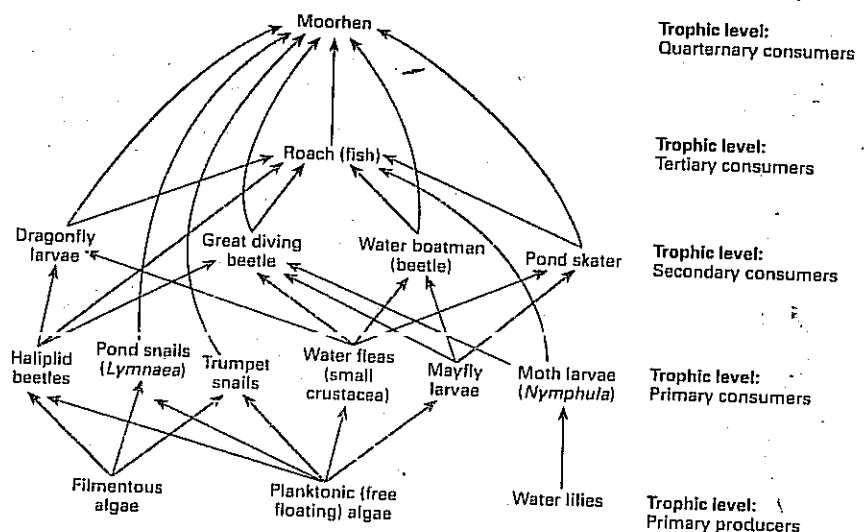 Moorhen
Trophic level:
Quarternary consumers
Roach (fish)
Trophic level:
Tertiary consumers
Dragonfly
larvae
Great diving
beetle
Water boatman
(beetle)
Pond skater
Trophic level:
Secondary consumers
Haliplid
beetles
Pond snails
(Lymnaea)
Trumpet
snails
Water fleas
(small
crustacea)
Mayfly
larvae
Moth larvae
(Nymphula)
Trophic level:
Primary consumers
Filmentous
algae
Planktonic (free
floating) algae
Water lilies
Trophic level:
Primary producers